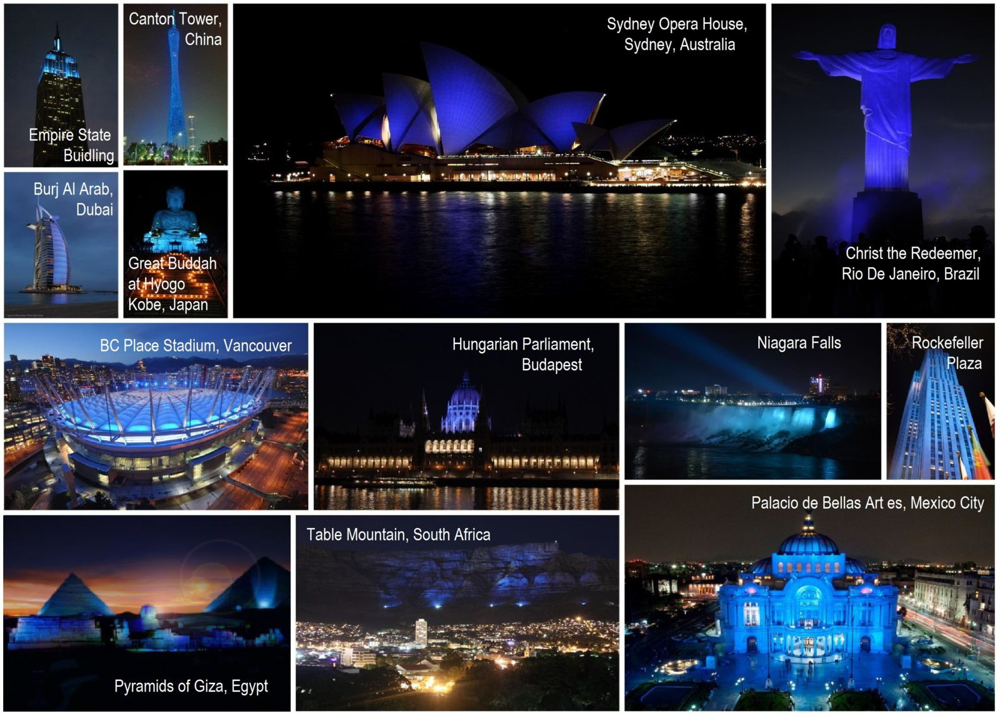 Empire State
Buidling
Canton Tower,
China
Sydney Opera House,
Sydney, Australia
Christ the Redeemer,
Rio De Janeiro, Brazil
Burj Al Arab,
Dubai
Great Buddah
at Hyogo
Kobe, Japan
BC Place Stadium, Vancouver
Hungarian Parliament,
Budapest
Niagara Falls
Rockefeller
Plaza
Pyramids of Giza, Egypt
Table Mountain, South Africa
Palacio de Bellas Art es, Mexico City